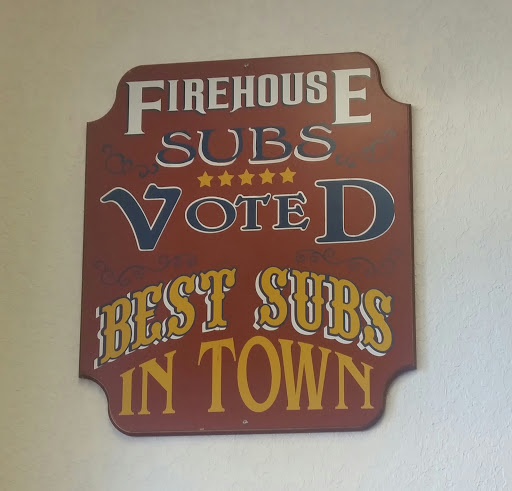 FIREHOUSE
SUBS
VOTED
BEST SUBS
IN TOWN